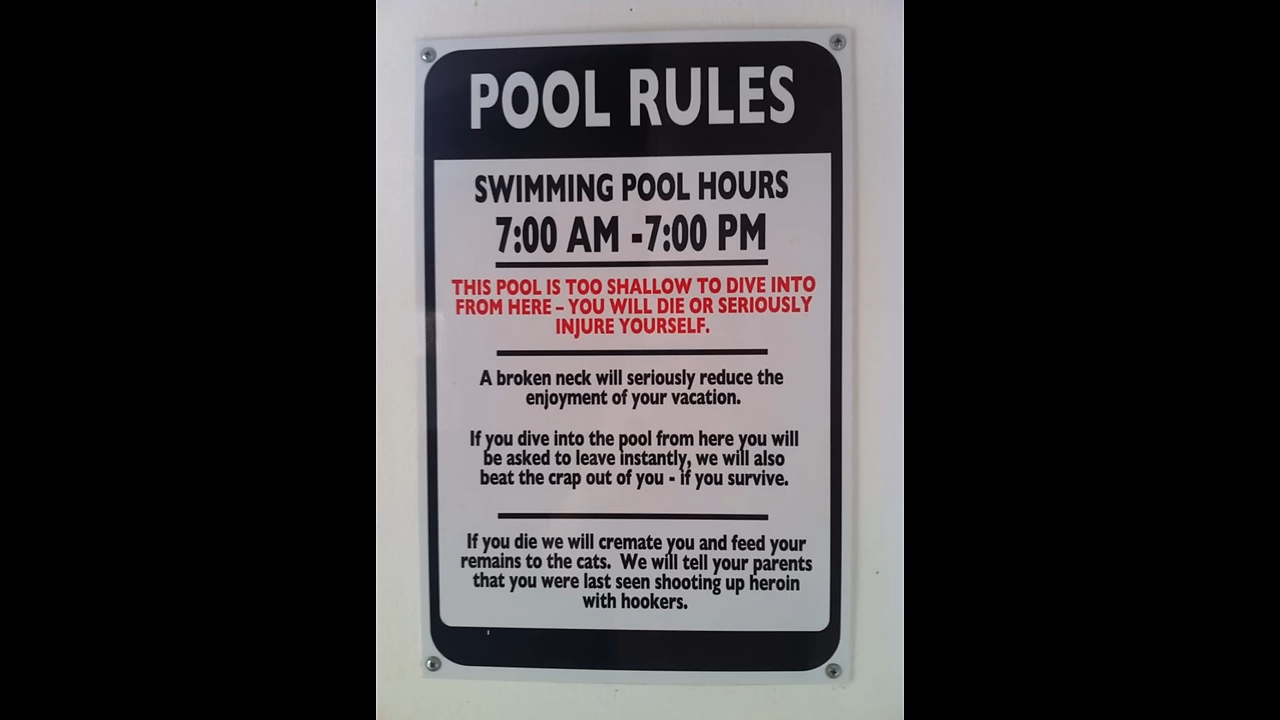 POOL RULES
SWIMMING POOL HOURS
7:00 AM -7:00 PM
THIS POOL IS TOO SHALLOW TO DIVE INTO
FROM HERE – YOU WILL DIE OR SERIOUSLY
INJURE YOURSELF.
A broken neck will seriously reduce the
enjoyment of your vacation.
If you dive into the pool from here you will
be asked to leave instantly, we will also
beat the crap out of you - if you survive.
If you die we will cremate you and feed your
remains to the cats.  We will tell your parents
that you were last seen shooting up heroin
with hookers.